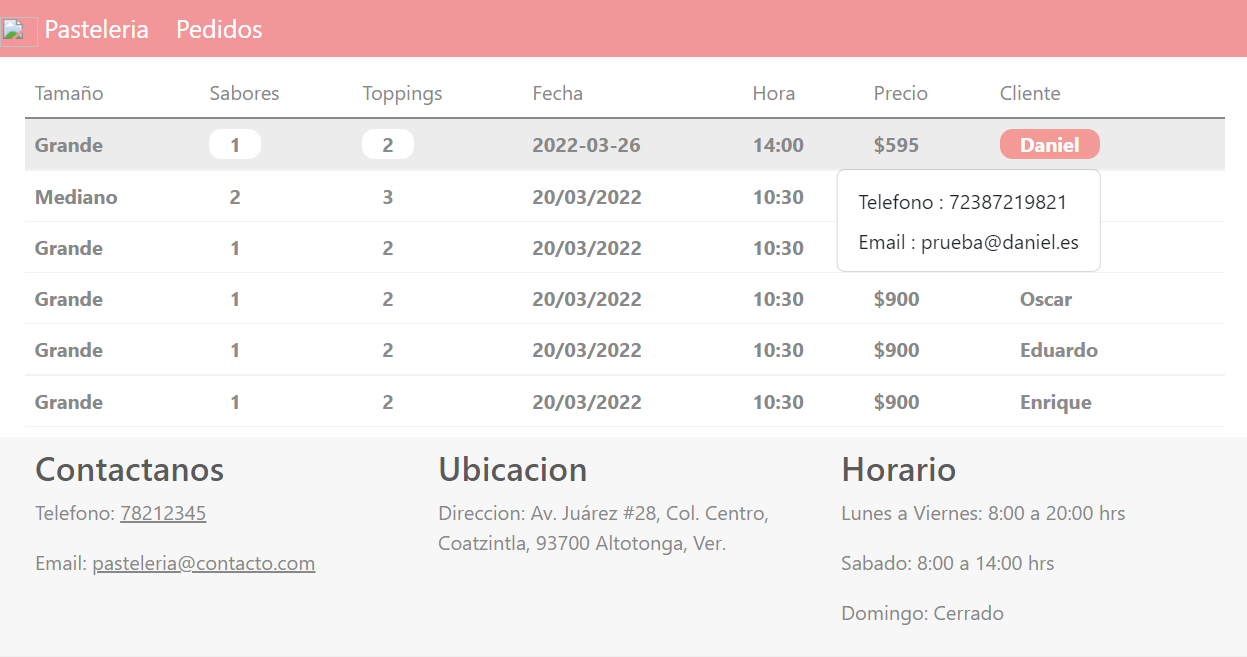 Pasteleria Pedidos
Tamaño Sabores Toppings Fecha Hora Precio Cliente
Grande 1 2 2022-03-26 14:00 $595 Daniel
Mediano 2 3 20/03/2022 10:30
Telefono : 72387219821
Grande 1 2 20/03/2022 10:30
Email : prueba@daniel.es
Grande 1 2 20/03/2022 10:30 $900 Oscar
Grande 1 2 20/03/2022 10:30 $900 Eduardo
Grande 1 2 20/03/2022 10:30 $900 Enrique
Contactanos
Telefono: 78212345
Email: pasteleria@contacto.com
Ubicacion
Direccion: Av. Juárez #28, Col. Centro,
Coatzintla, 93700 Altotonga, Ver.
Horario
Lunes a Viernes: 8:00 a 20:00 hrs
Sabado: 8:00 a 14:00 hrs
Domingo: Cerrado